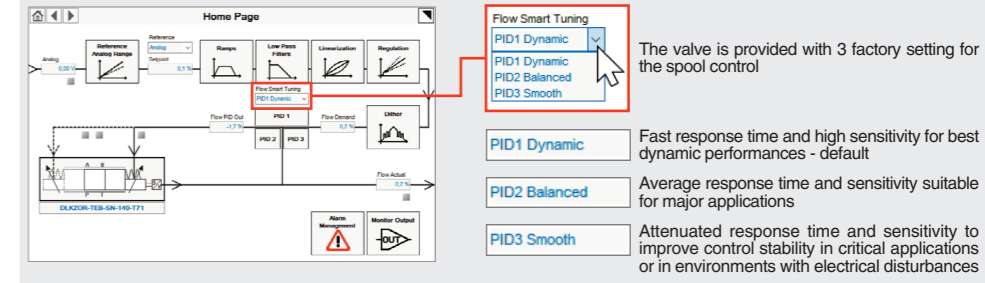 Home Page
Reference
Analog Range
Reference
Analog
Setpoint
0,1 %
Analog
0,00 V
Ramps
Low Pass
Filters
Linearization
Regulation
Flow Smart Tuning
PID1 Dynamic
Flow PID Out
-1,7 %
PID 1
PID 2
PID 3
Flow Demand
0,2 %
Dither
A B
P T
DLKZOR-TEB-SN-140-T71
Flow Actual
0,2 %
Alarm
Management
Monitor Output
OUT
Flow Smart Tuning
PID1 Dynamic
PID1 Dynamic
PID2 Balanced
PID3 Smooth
The valve is provided with 3 factory setting for
the spool control
PID1 Dynamic
Fast response time and high sensitivity for best
dynamic performances - default
PID2 Balanced
Average response time and sensitivity suitable
for major applications
PID3 Smooth
Attenuated response time and sensitivity to
improve control stability in critical applications
or in environments with electrical disturbances